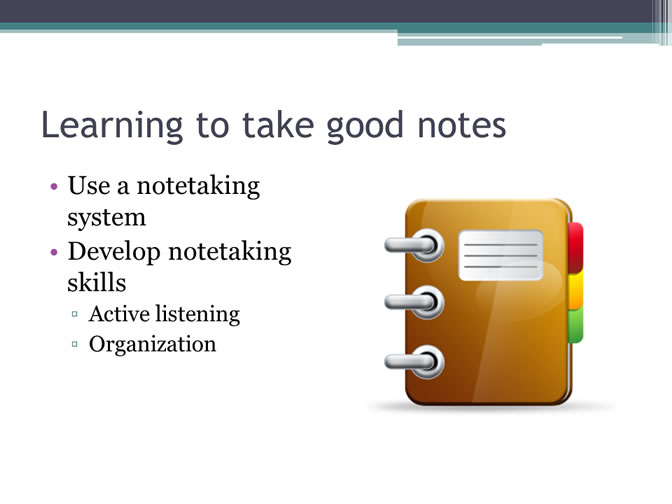 Learning to take good notes
• Use a notetaking
system
• Develop notetaking
skills
▫ Active listening
▫ Organization